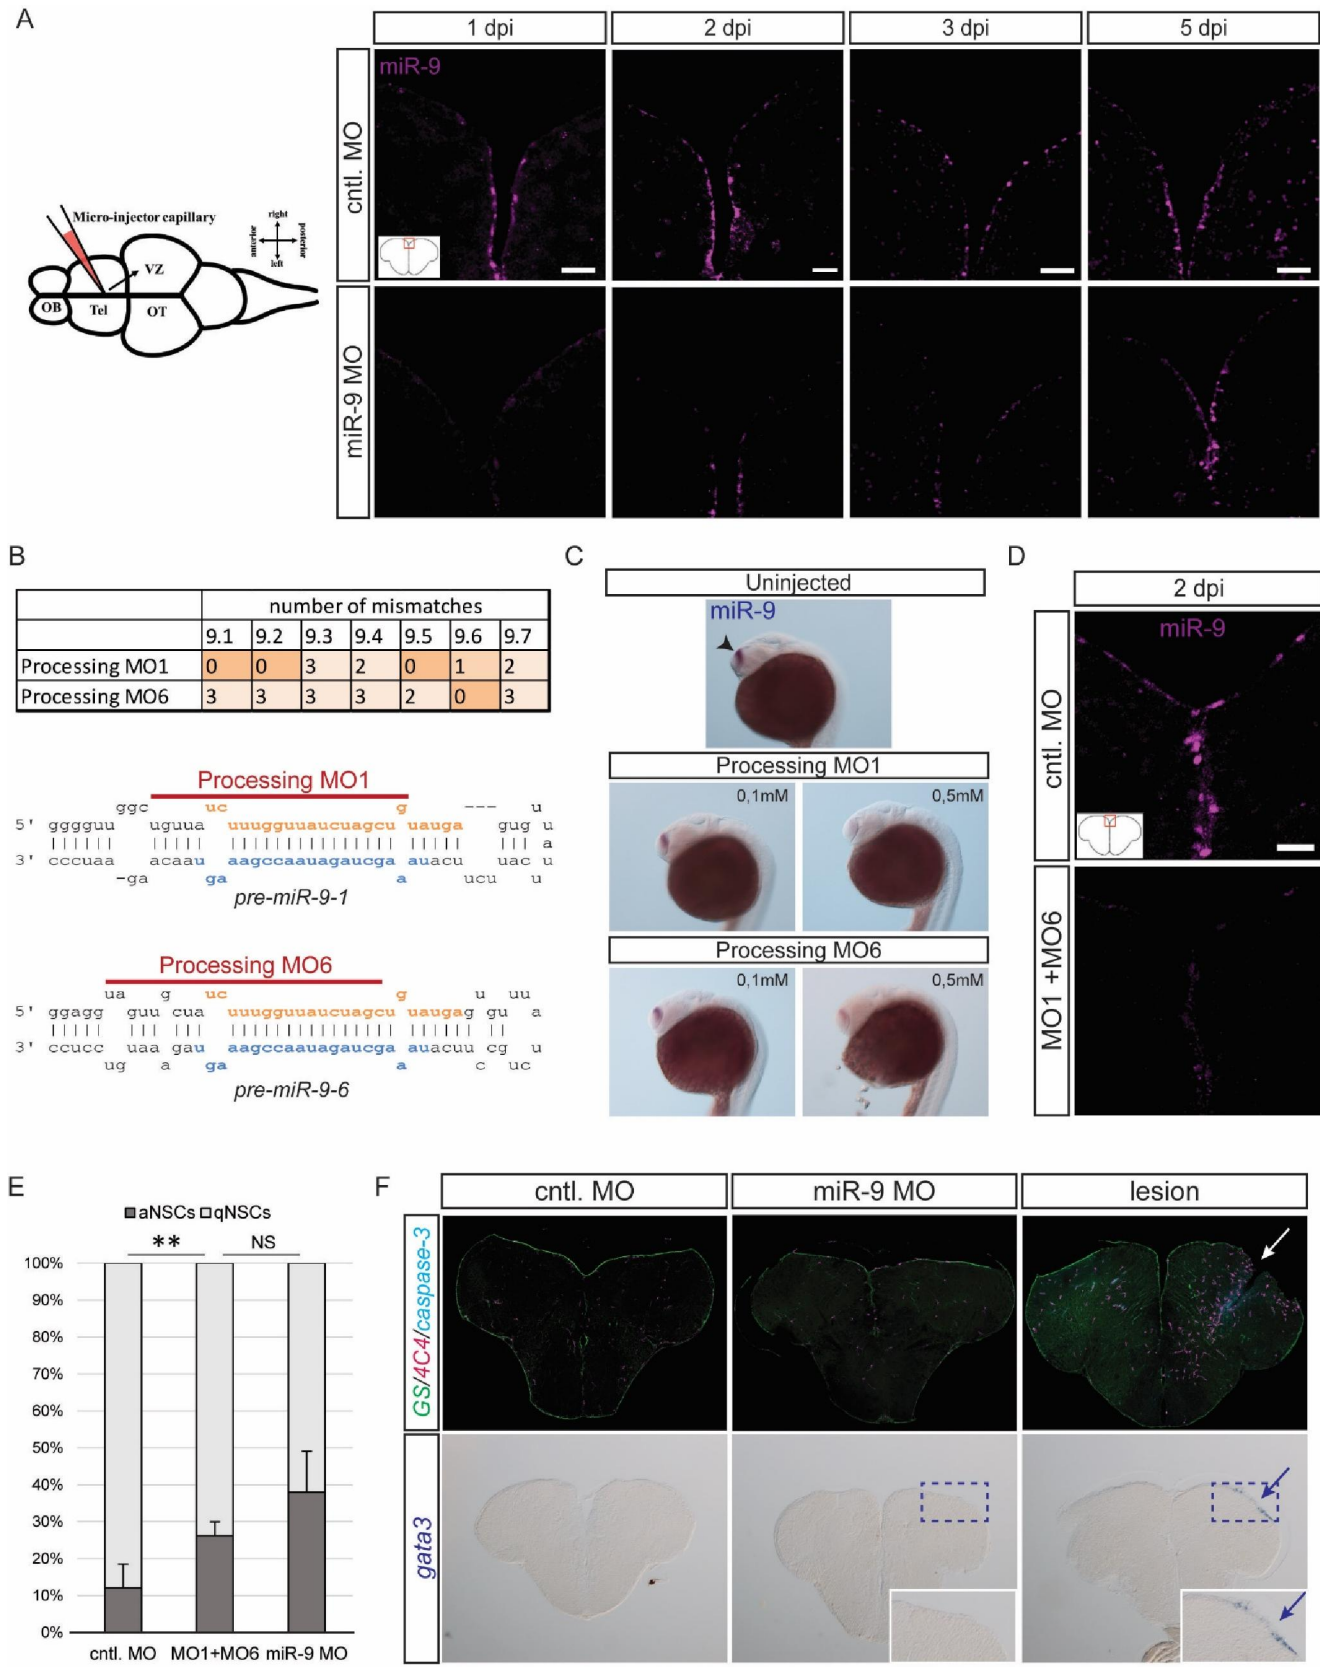 A
1 dpi 2 dpi 3 dpi 5 dpi
miR-9
cntl. MO
miR-9 MO
Micro-injector capillary
right
anterior posterior
left
VZ
OB Tel OT
B
number of mismatches
9.1 9.2 9.3 9.4 9.5 9.6 9.7
Processing MO1 0 0 3 2 0 1 2
Processing MO6 3 3 3 3 2 0 3
Processing MO1
ggc uc g --- u
5' gggguu uguua uuugguuaucuagcu uauga gug u
a
3' cccuaa acaau aagccaauagaucga auacu uac u
-ga ga a ucu u
pre-miR-9-1
Processing MO6
ua g uc g u uu
5' ggagg guu cua uuugguuaucuagcu uaugag gu a
3' ccucc uaa gau aagccaauagaucga auacuu cg u
ug a ga a c uc
pre-miR-9-6
C
Uninjected
miR-9
Processing MO1
0,1mM 0,5mM
Processing MO6
0,1mM 0,5mM
D
2 dpi
miR-9
cntl. MO
MO1 +MO6
E
aNSCs qNSCs
** NS
100%
90%
80%
70%
60%
50%
40%
30%
20%
10%
0%
cntl. MO MO1+MO6 miR-9 MO
F
cntl. MO miR-9 MO lesion
GS/4C4/caspase-3
gata3